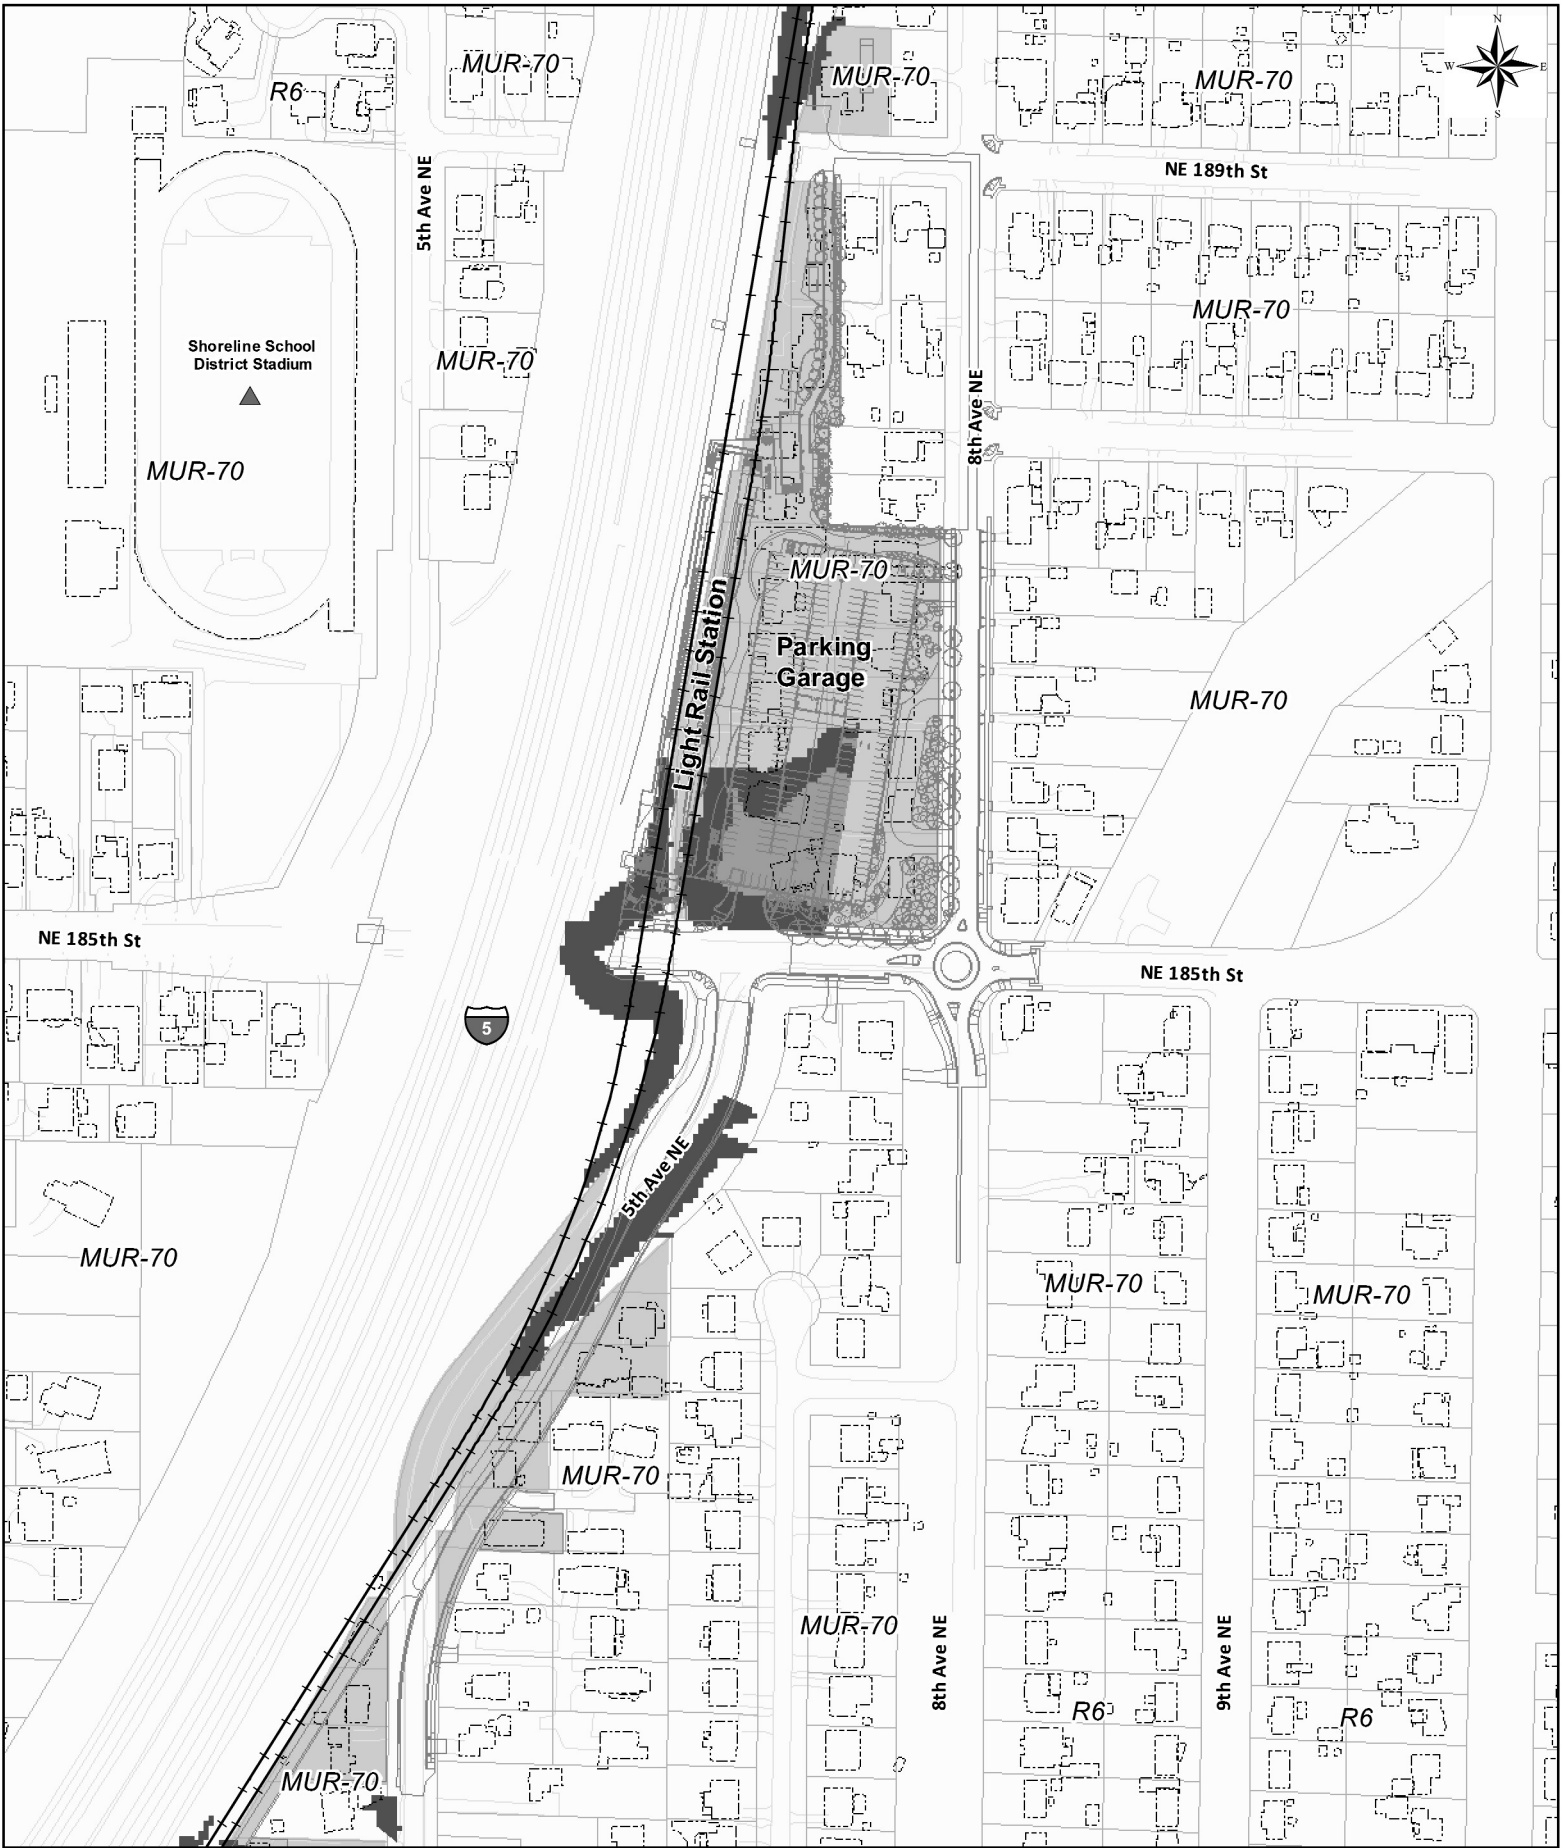 N
W
E
S
MUR-70
R6
MUR-70
MUR-70
5th Ave NE
NE 189th St
Shoreline School
District Stadium
MUR-70
MUR-70
8th Ave NE
MUR-70
MUR-70
Light Rail Station
Parking
Garage
MUR-70
NE 185th St
NE 185th St
5
5th Ave NE
MUR-70
MUR-70
MUR-70
MUR-70
MUR-70
8th Ave NE
9th Ave NE
R6
R6
MUR-70